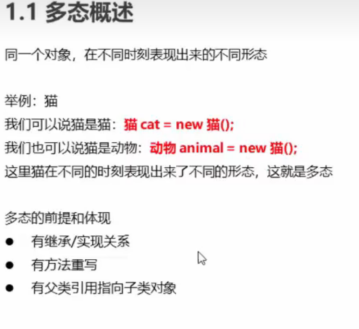 1.1 多态概述
同一个对象，在不同时刻表现出来的不同形态
举例：猫
我们可以说猫是猫：猫 cat = new 猫();
我们也可以说猫是动物：动物 animal = new 猫();
这里猫在不同的时刻表现出来了不同的形态，这就是多态
多态的前提和体现
● 有继承/实现关系
● 有方法重写
● 有父类引用指向子类对象